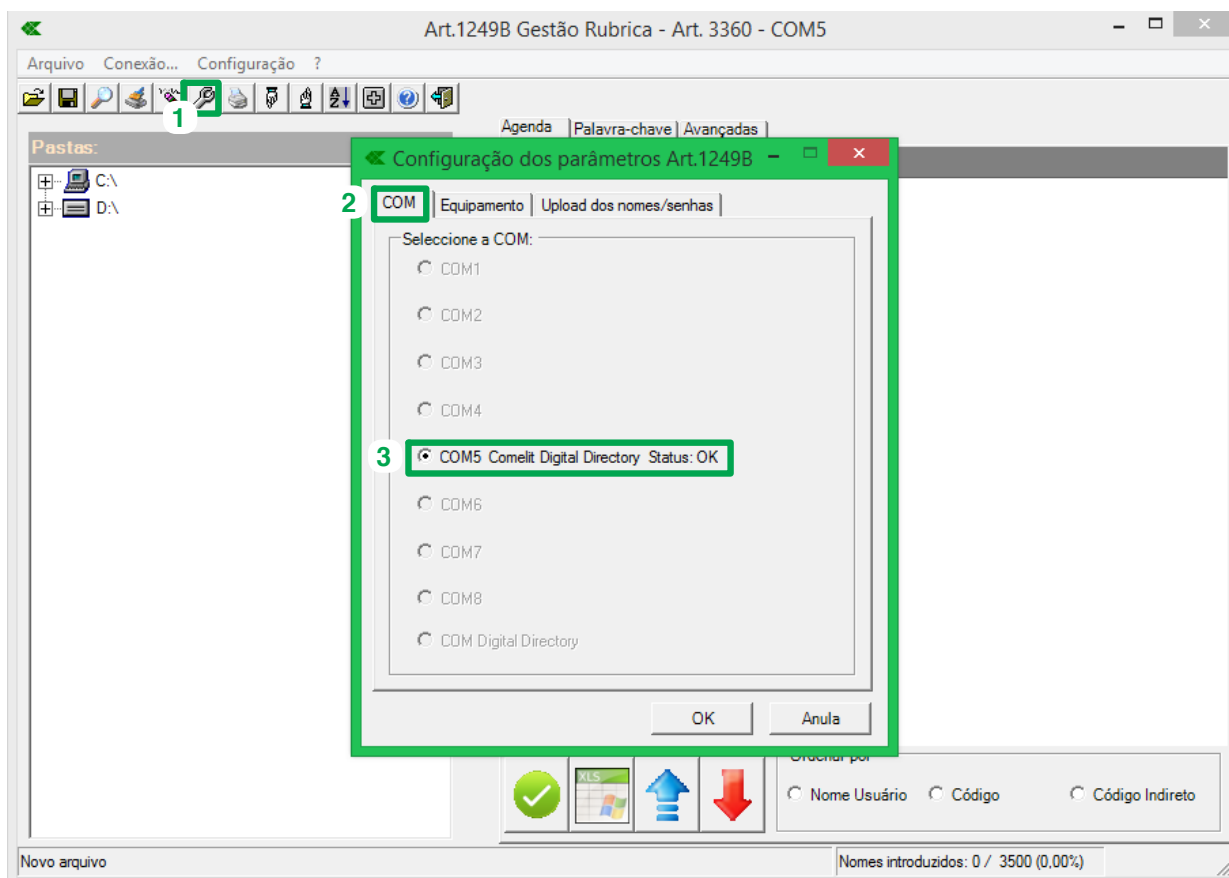 Art.1249B Gestão Rubrica - Art. 3360 - COM5
Arquivo Conexão... Configuração ?
1
Agenda Palavra-chave Avançadas
Pastas:
C:\
D:\
Configuração dos parâmetros Art.1249B
2 COM Equipamento Upload dos nomes/senhas
Seleccione a COM:
COM1
COM2
COM3
COM4
3 COM5 Comelit Digital Directory Status: OK
COM6
COM7
COM8
COM Digital Directory
OK Anula
Ordenar por
XLS
Nome Usuário Código Código Indireto
Novo arquivo Nomes introduzidos: 0 / 3500 (0,00%)